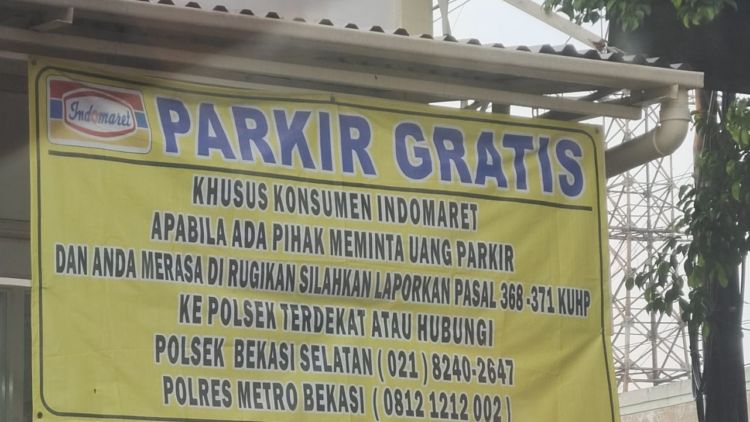 Indomaret
PARKIR GRATIS
KHUSUS KONSUMEN INDOMARET
APABILA ADA PIHAK MEMINTA UANG PARKIR
DAN ANDA MERASA DI RUGIKAN SILAHKAN LAPORKAN PASAL 368 -371 KUHP
KE POLSEK TERDEKAT ATAU HUBUNGI
POLSEK BEKASI SELATAN ( 021 ) 8240-2647
POLRES METRO BEKASI ( 0812 1212 002 )